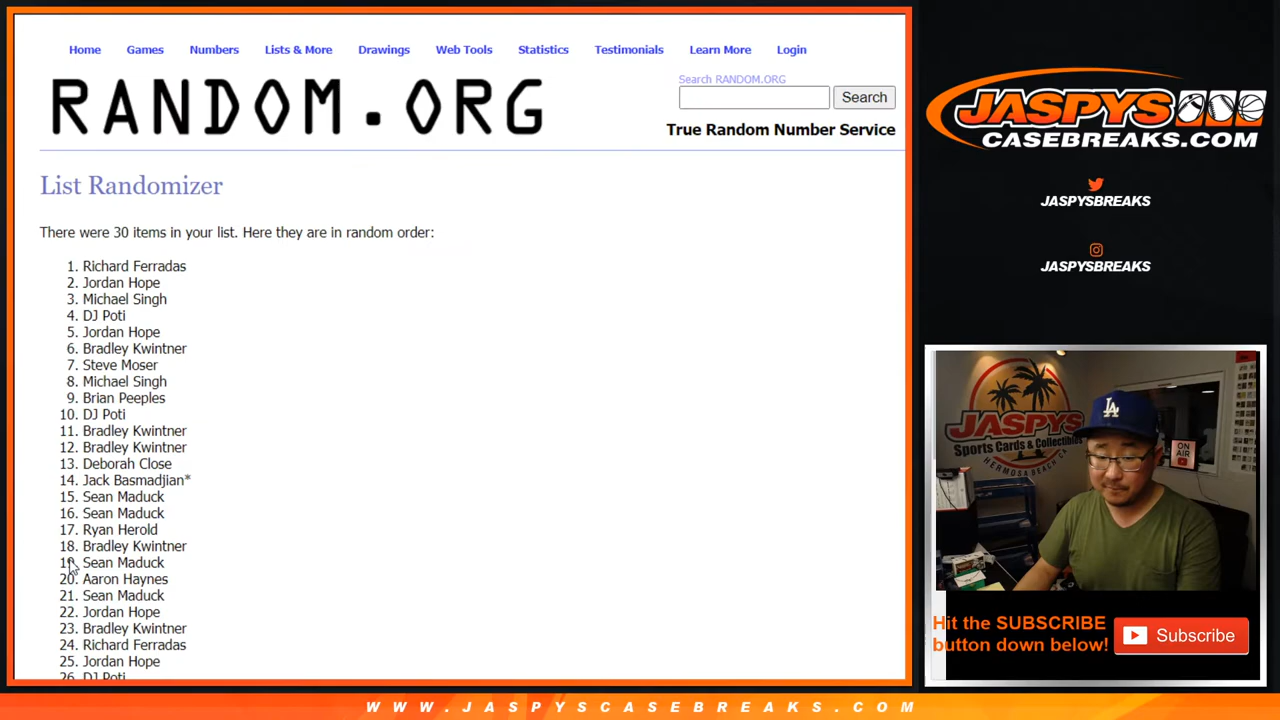 Home Games Numbers Lists & More Drawings Web Tools Statistics Testimonials Learn More Login
RANDOM.ORG
Search RANDOM.ORG
Search
True Random Number Service
List Randomizer
There were 30 items in your list. Here they are in random order:
1. Richard Ferradas
2. Jordan Hope
3. Michael Singh
4. DJ Poti
5. Jordan Hope
6. Bradley Kwintner
7. Steve Moser
8. Michael Singh
9. Brian Peeples
10. DJ Poti
11. Bradley Kwintner
12. Bradley Kwintner
13. Deborah Close
14. Jack Basmadjian*
15. Sean Maduck
16. Sean Maduck
17. Ryan Herold
18. Bradley Kwintner
19. Sean Maduck
20. Aaron Haynes
21. Sean Maduck
22. Jordan Hope
23. Bradley Kwintner
24. Richard Ferradas
25. Jordan Hope
26. DJ Poti
JASPYS
CASEBREAKS.COM
JASPYSBREAKS
JASPYSBREAKS
JASPYS
Sports Cards & Collectibles
HERMOSA BEACH CA
LA
ON
AIR
Hit the SUBSCRIBE
button down below!
Subscribe
WWW.JASPYSCASEBREAKS.COM